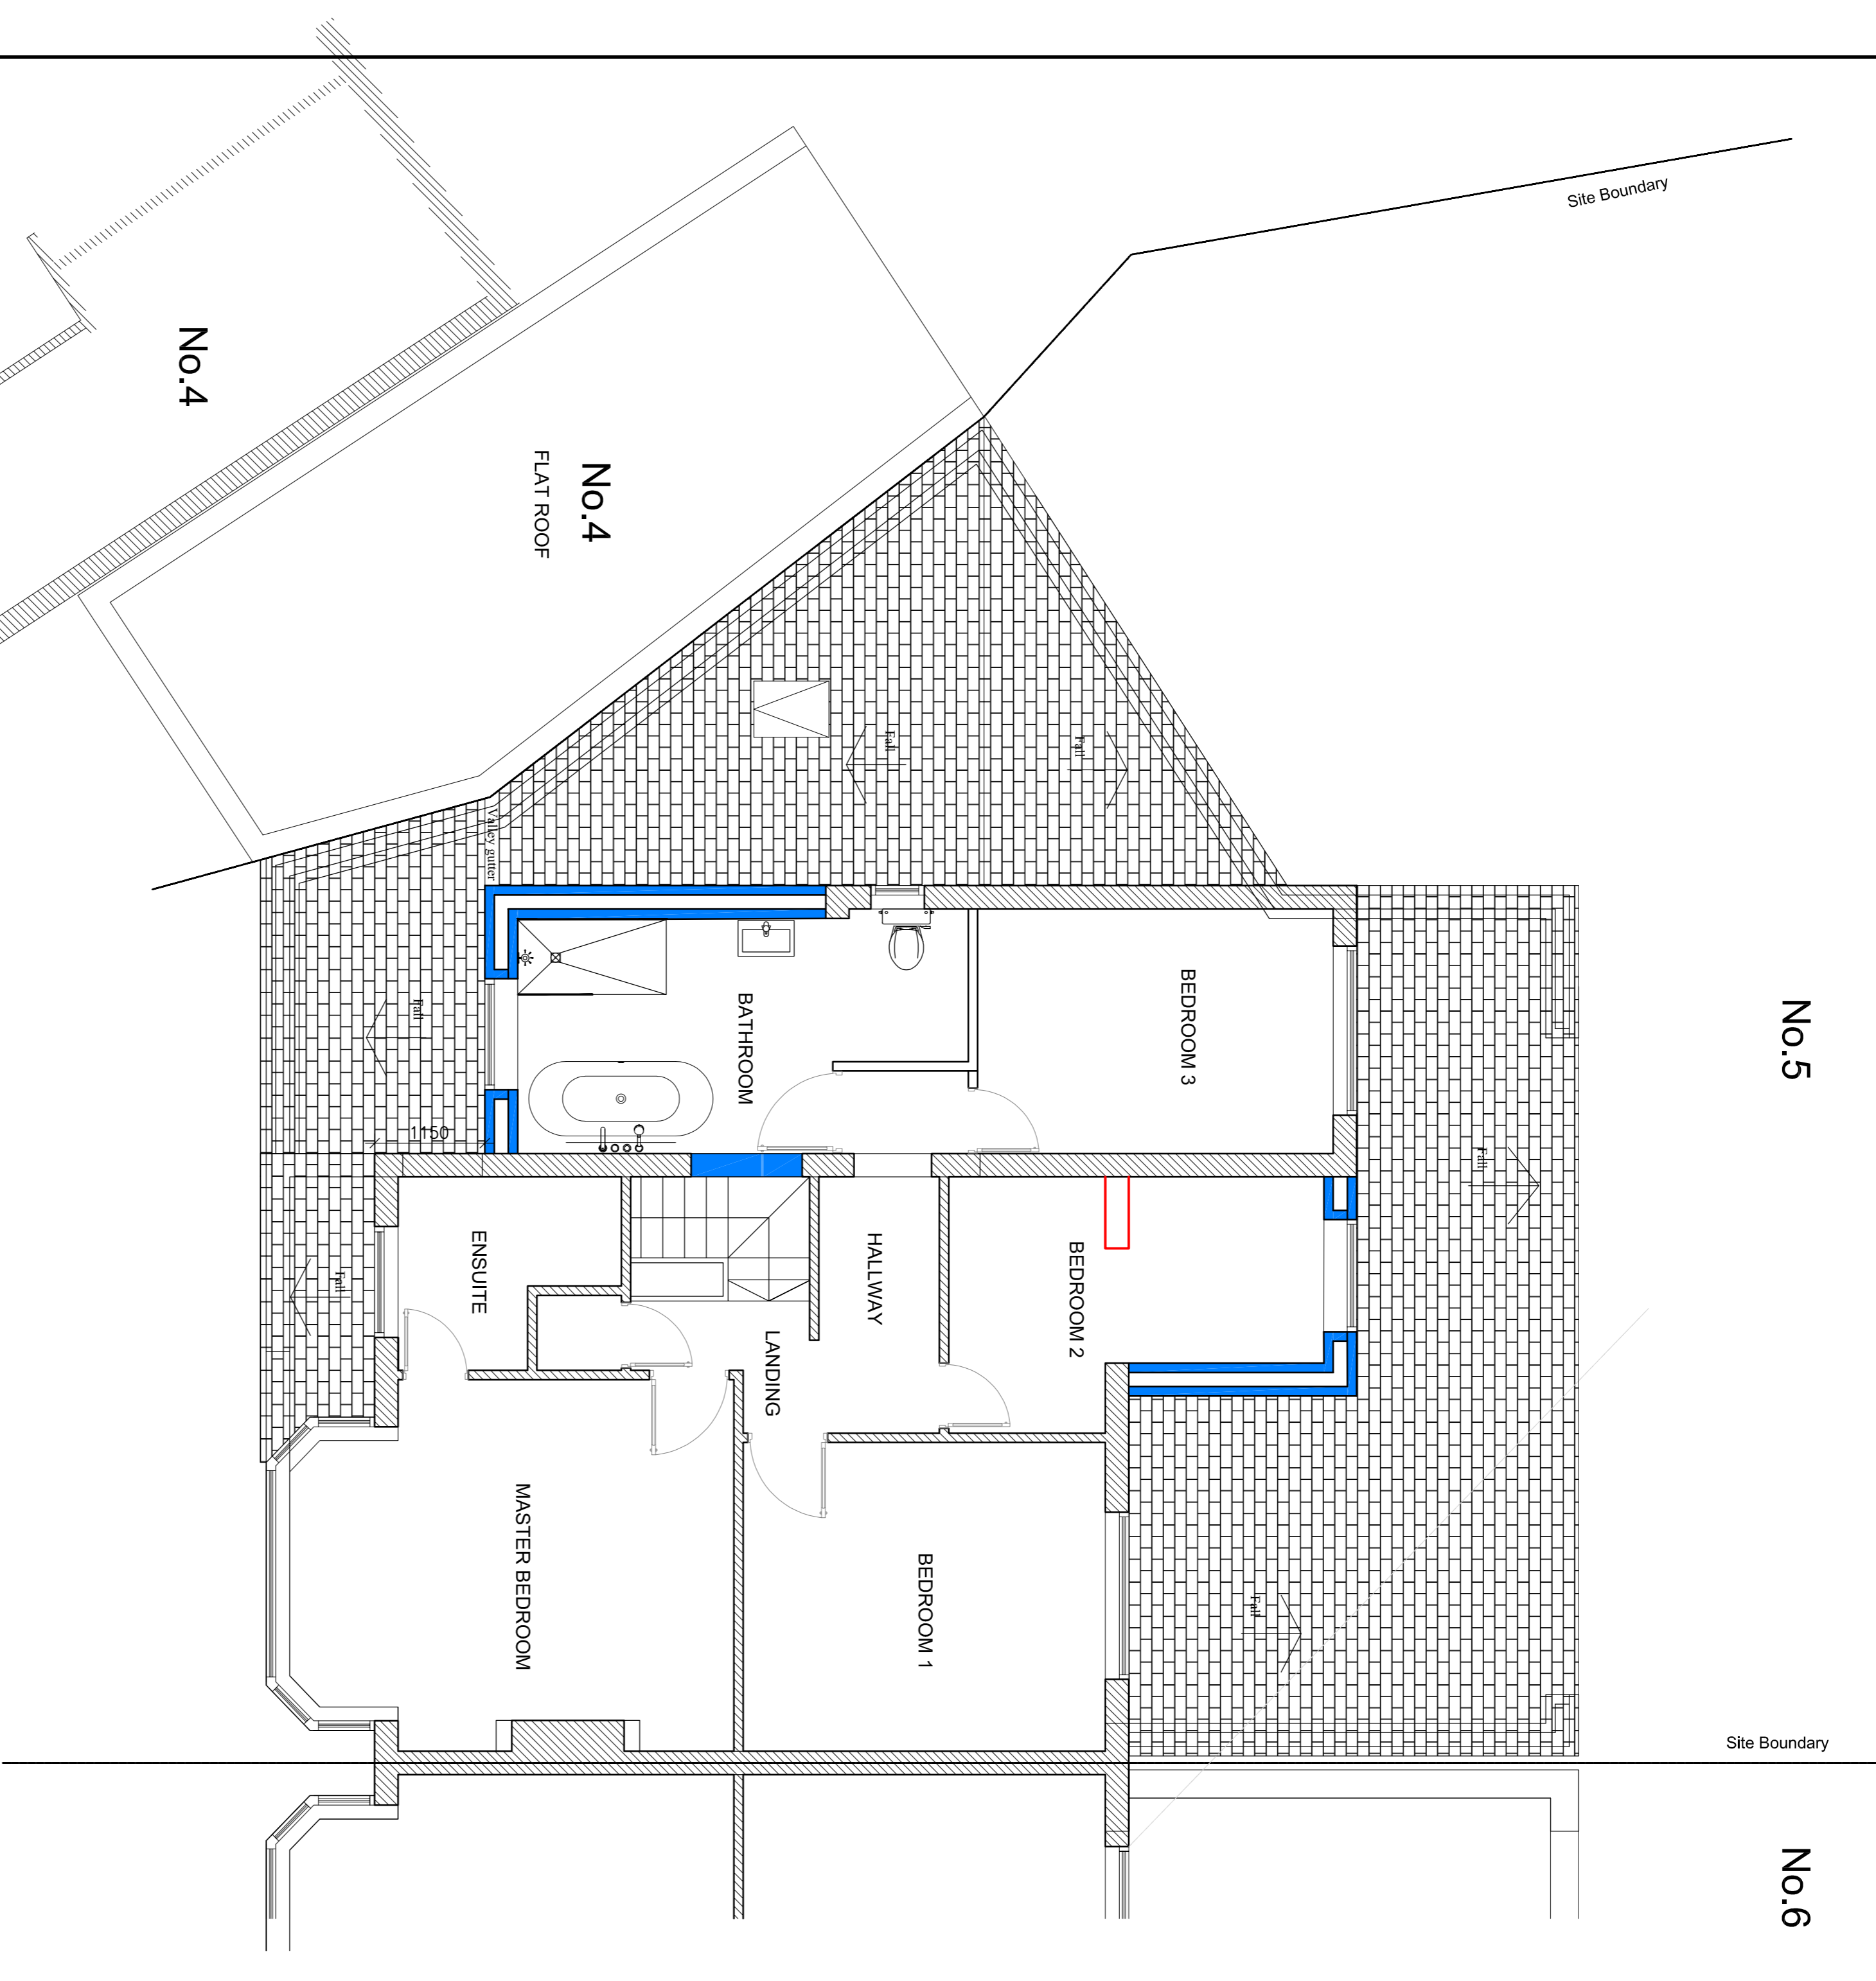 Site Boundary
No.4
No.4
FLAT ROOF
Fall
Fall
Valley gutter
Fall
BATHROOM
BEDROOM 3
No.5
1150
Fall
ENSUITE
HALLWAY
BEDROOM 2
Fall
LANDING
MASTER BEDROOM
BEDROOM 1
Fall
Site Boundary
No.6